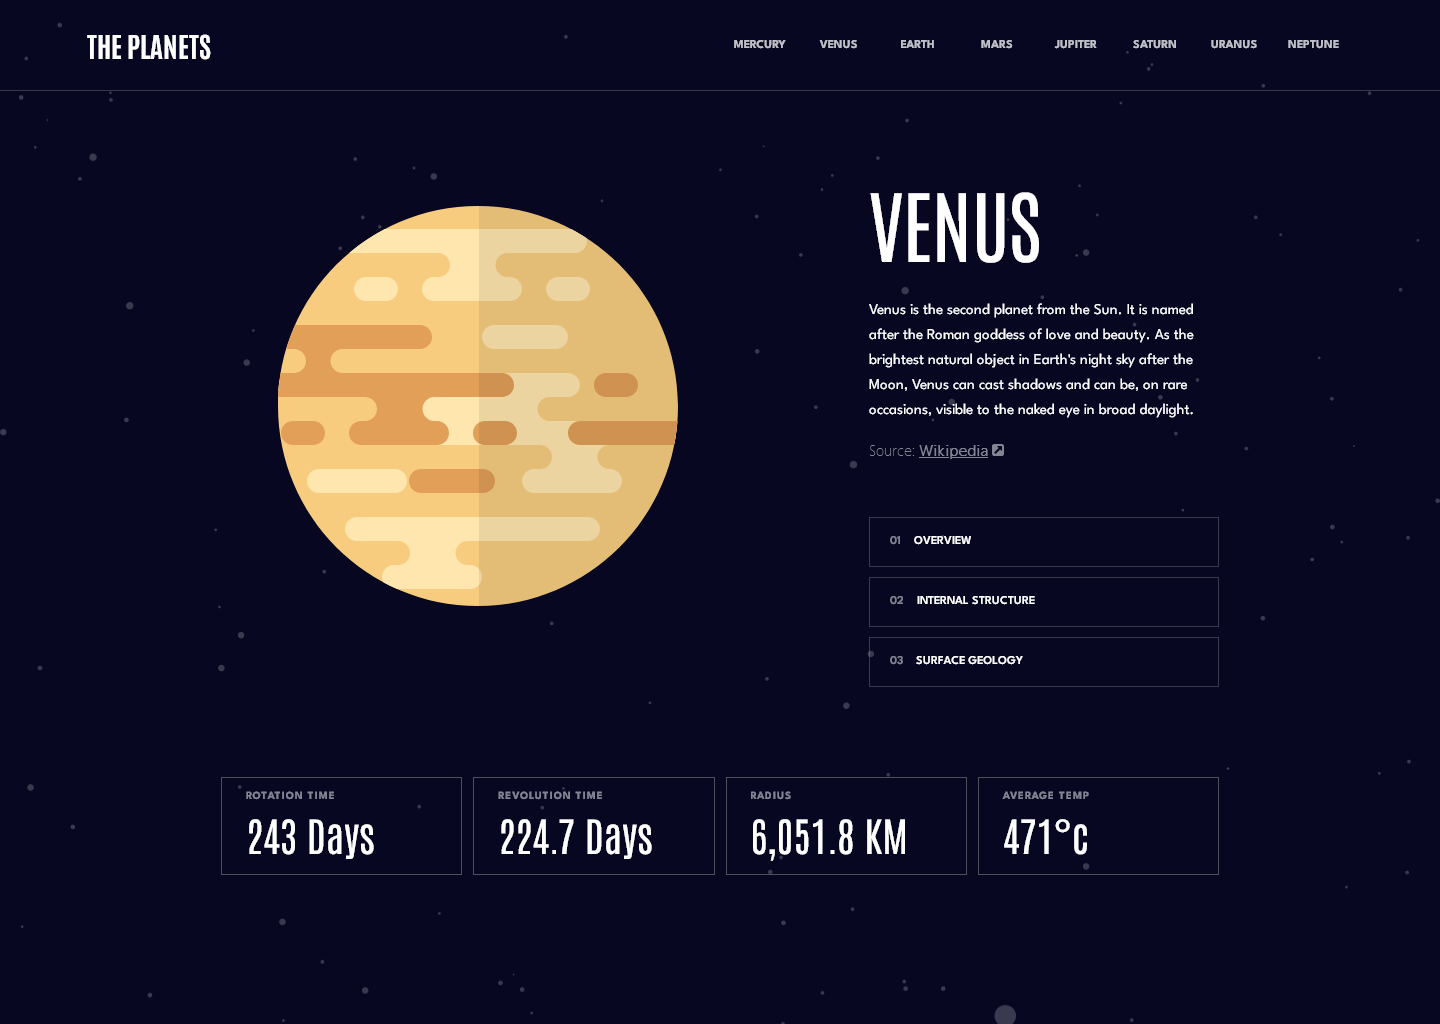 THE PLANETS
MERCURY VENUS EARTH MARS JUPITER SATURN URANUS NEPTUNE
VENUS
Venus is the second planet from the Sun. It is named
after the Roman goddess of love and beauty. As the
brightest natural object in Earth's night sky after the
Moon, Venus can cast shadows and can be, on rare
occasions, visible to the naked eye in broad daylight.
Source: Wikipedia
01 OVERVIEW
02 INTERNAL STRUCTURE
03 SURFACE GEOLOGY
ROTATION TIME
243 Days
REVOLUTION TIME
224.7 Days
RADIUS
6,051.8 KM
AVERAGE TEMP
471°c